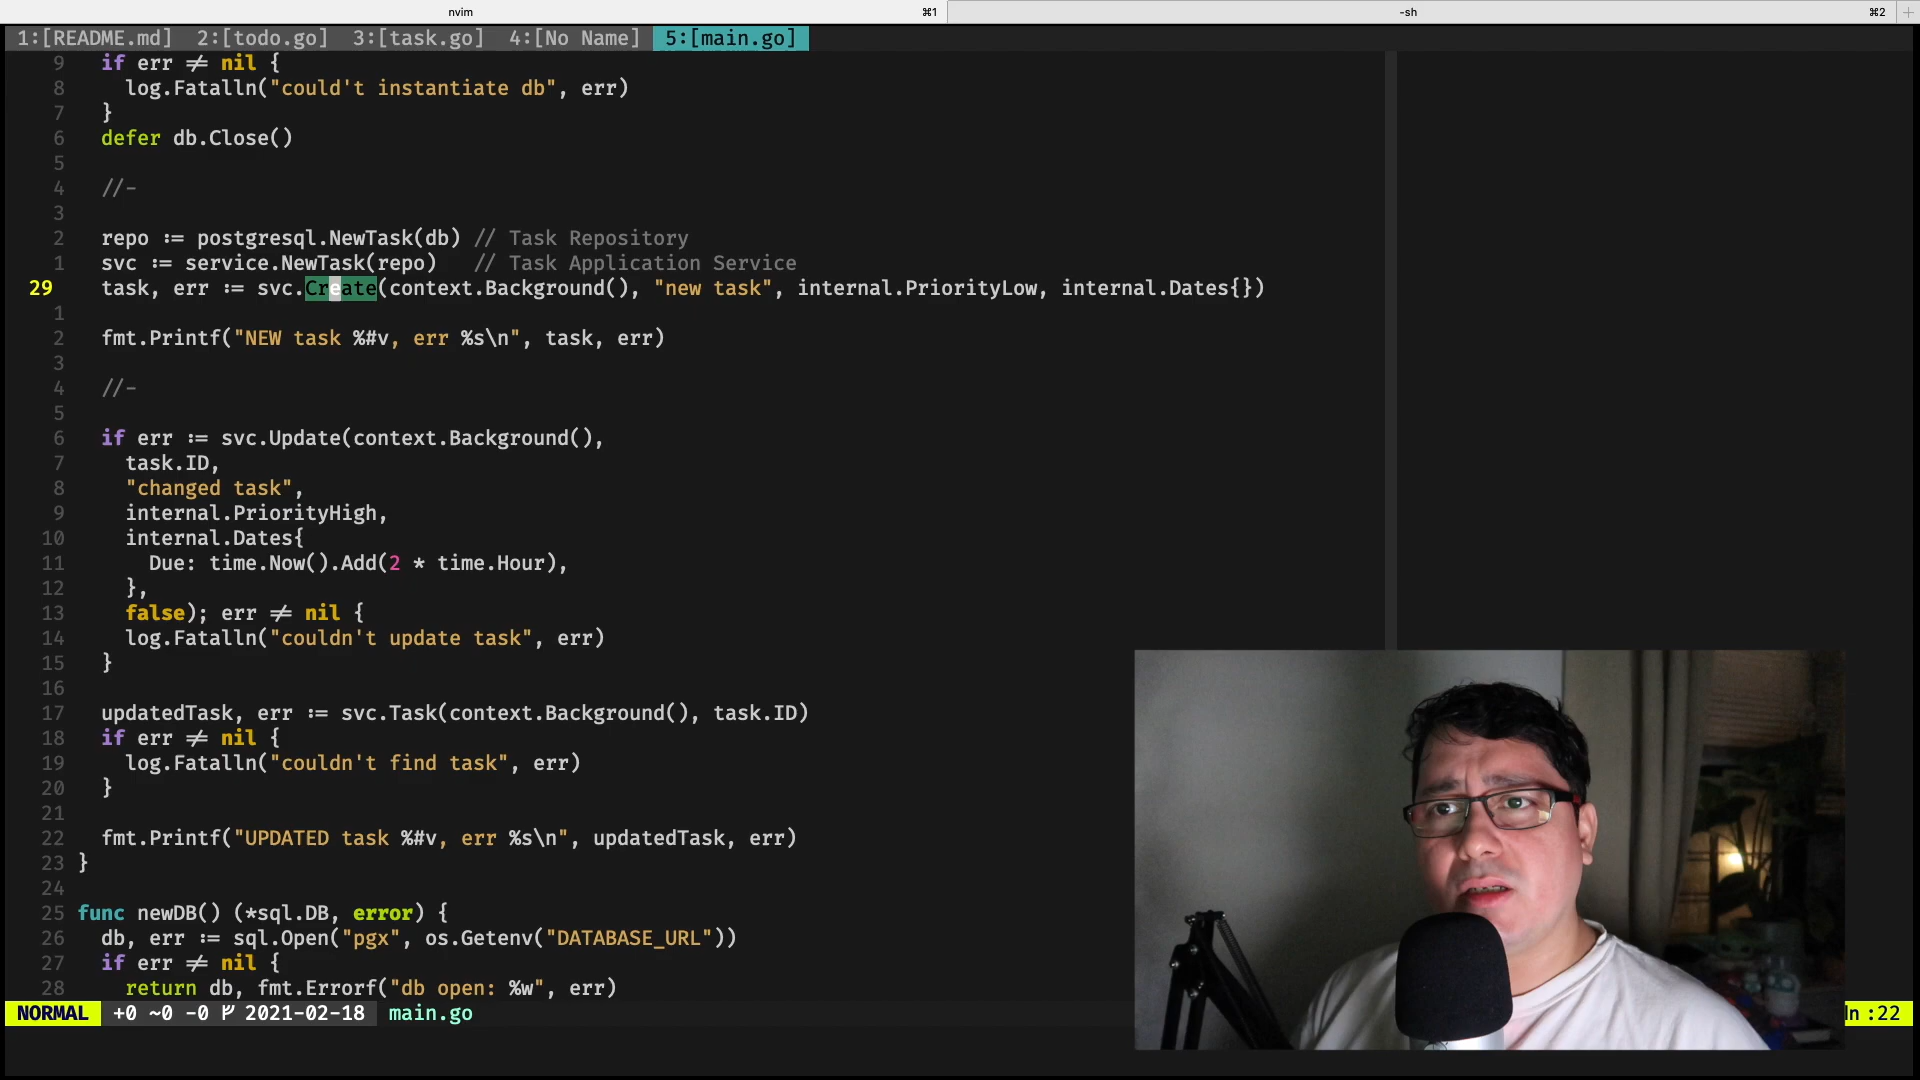 nvim ⌘1 -sh ⌘2 +
1:[README.md] 2:[todo.go] 3:[task.go] 4:[No Name] 5:[main.go]
9 if err ≠ nil {
8 log.Fatalln("could't instantiate db", err)
7 }
6 defer db.Close()
5
4 //-
3
2 repo := postgresql.NewTask(db) // Task Repository
1 svc := service.NewTask(repo) // Task Application Service
29 task, err := svc.Create(context.Background(), "new task", internal.PriorityLow, internal.Dates{})
1
2 fmt.Printf("NEW task %#v, err %s\n", task, err)
3
4 //-
5
6 if err := svc.Update(context.Background(),
7 task.ID,
8 "changed task",
9 internal.PriorityHigh,
10 internal.Dates{
11 Due: time.Now().Add(2 * time.Hour),
12 },
13 false); err ≠ nil {
14 log.Fatalln("couldn't update task", err)
15 }
16
17 updatedTask, err := svc.Task(context.Background(), task.ID)
18 if err ≠ nil {
19 log.Fatalln("couldn't find task", err)
20 }
21
22 fmt.Printf("UPDATED task %#v, err %s\n", updatedTask, err)
23 }
24
25 func newDB() (*sql.DB, error) {
26 db, err := sql.Open("pgx", os.Getenv("DATABASE_URL"))
27 if err ≠ nil {
28 return db, fmt.Errorf("db open: %w", err)
NORMAL +0 ~0 -0 2021-02-18 main.go ln :22